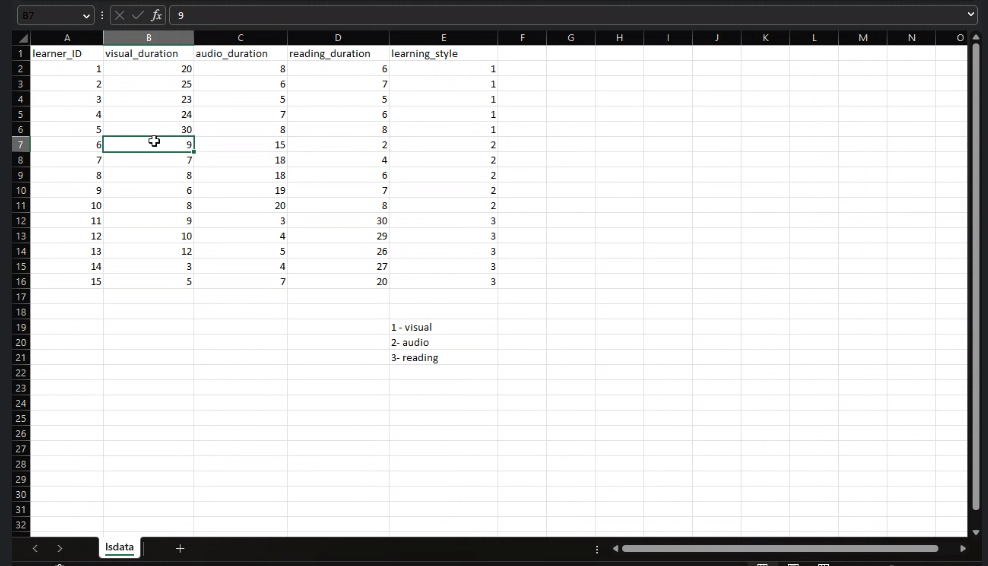 B7 fx 9
A B C D E F G H I J K L M N O
1 learner_ID visual_duration audio_duration reading_duration learning_style
2 1 20 8 6 1
3 2 25 6 7 1
4 3 23 5 5 1
5 4 24 7 6 1
6 5 30 8 8 1
7 6 9 15 2 2
8 7 7 18 4 2
9 8 8 18 6 2
10 9 6 19 7 2
11 10 8 20 8 2
12 11 9 3 30 3
13 12 10 4 29 3
14 13 12 5 26 3
15 14 3 4 27 3
16 15 5 7 20 3
17
18
19 1 - visual
20 2- audio
21 3- reading
22
23
24
25
26
27
28
29
30
31
32
lsdata